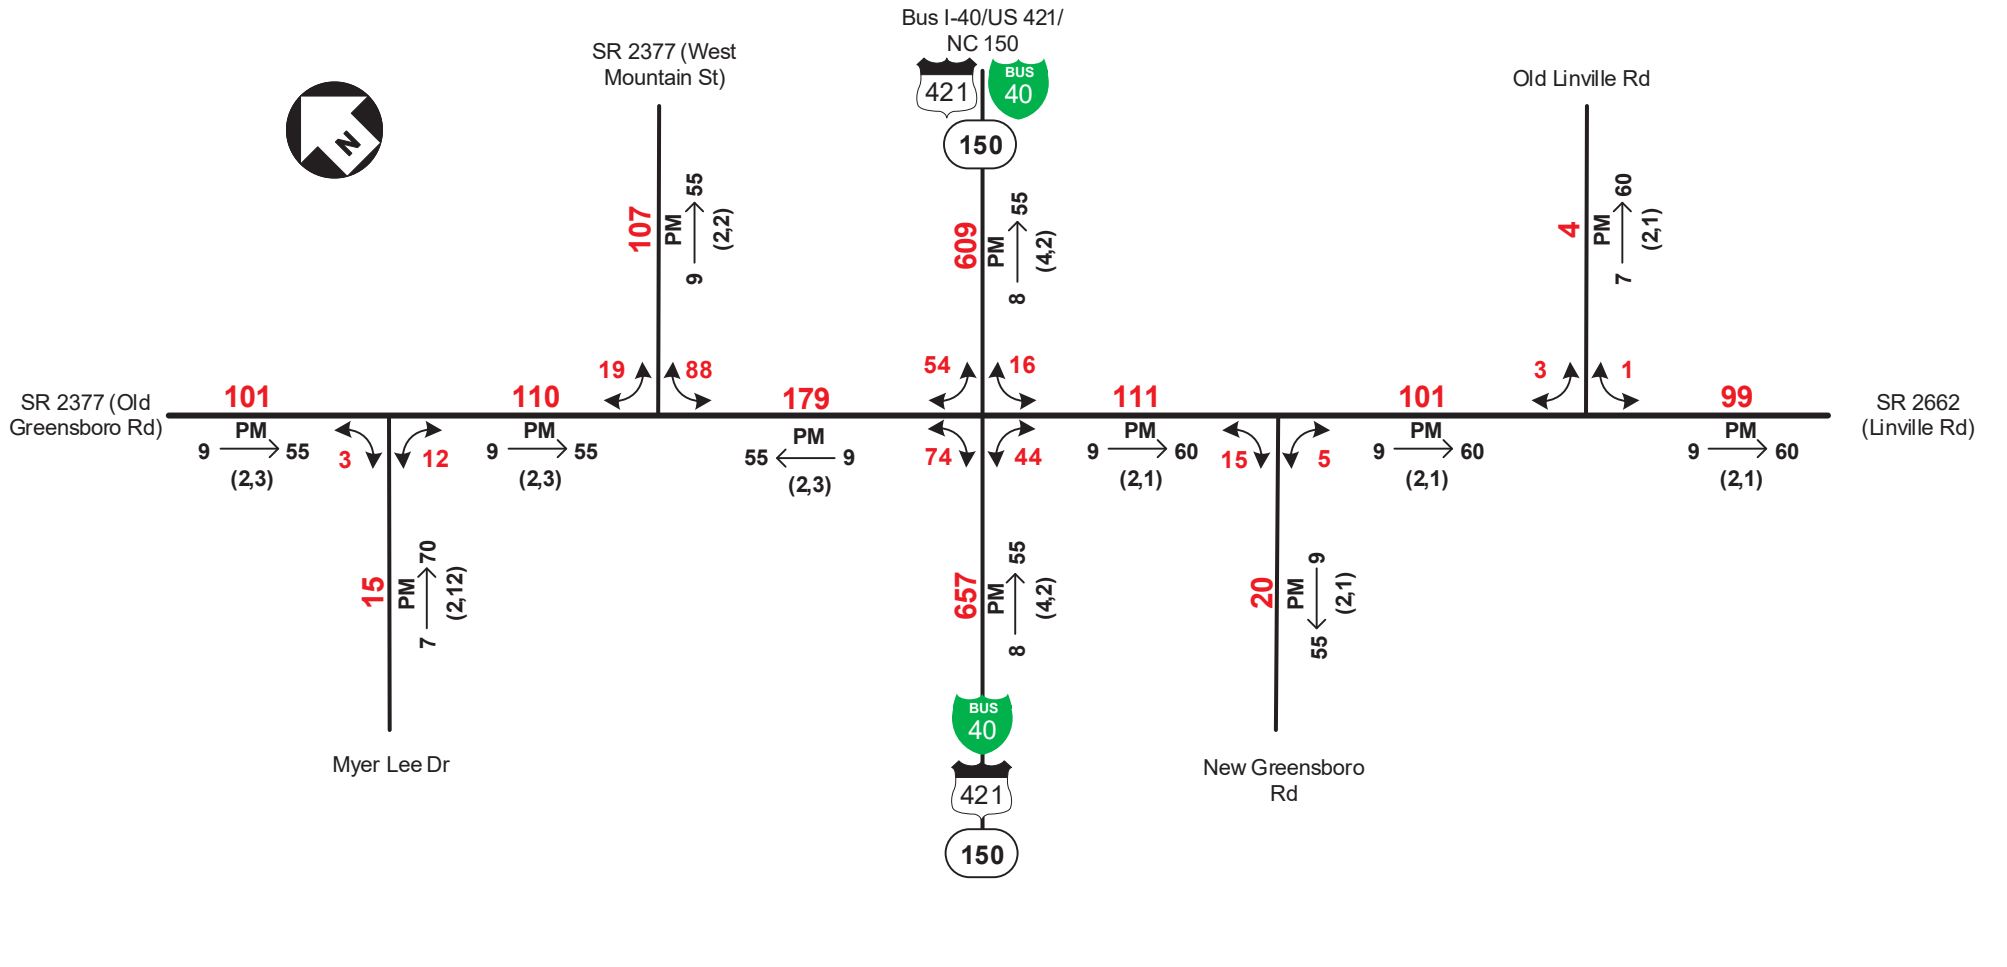 Bus I-40/US 421/
NC 150
421
BUS
40
150
SR 2377 (West
Mountain St)
Old Linville Rd
N
107
PM
9 55
(2,2)
609
PM
8 55
(4,2)
4
PM
7 60
(2,1)
19 88
54 16
3 1
SR 2377 (Old
Greensboro Rd)
101
PM
9 55
(2,3)
110
PM
9 55
(2,3)
179
PM
55 9
(2,3)
111
PM
9 60
(2,1)
101
PM
9 60
(2,1)
99
PM
9 60
(2,1)
SR 2662
(Linville Rd)
3 12
74 44
15 5
15
PM
7 70
(2,12)
657
PM
8 55
(4,2)
20
PM
9 55
(2,1)
BUS
40
421
150
Myer Lee Dr
New Greensboro
Rd